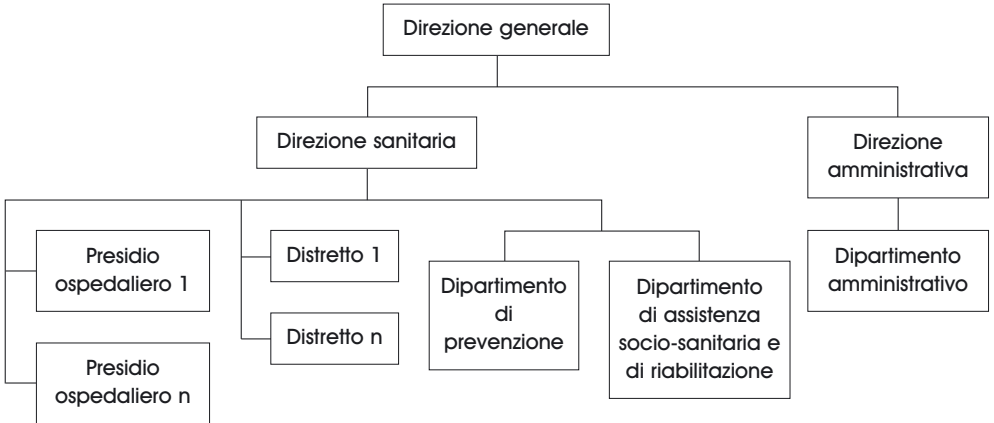 Direzione generale
Direzione sanitaria
Direzione
amministrativa
Presidio
ospedaliero 1
Presidio
ospedaliero n
Distretto 1
Distretto n
Dipartimento
di
prevenzione
Dipartimento
di assistenza
socio-sanitaria e
di riabilitazione
Dipartimento
amministrativo